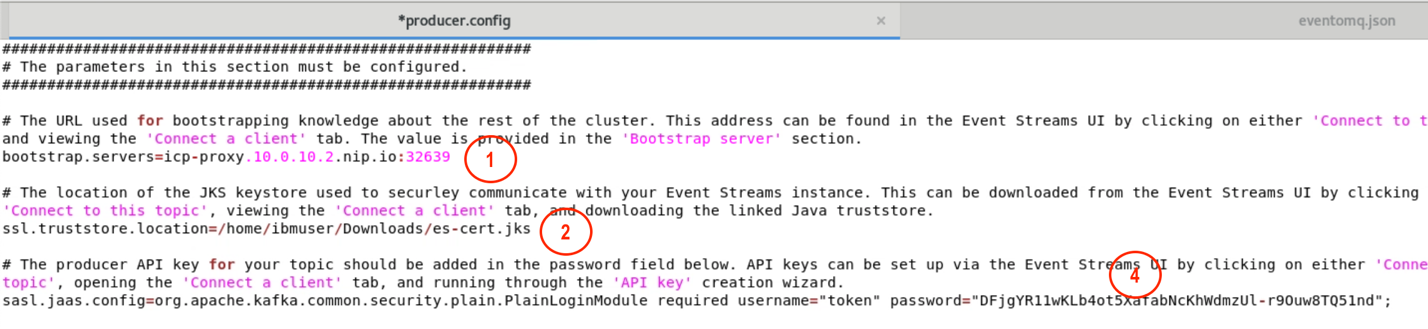 *producer.config × eventomq.json
###########################################################
# The parameters in this section must be configured.
###########################################################
# The URL used for bootstrapping knowledge about the rest of the cluster. This address can be found in the Event Streams UI by clicking on either 'Connect to t
and viewing the 'Connect a client' tab. The value is provided in the 'Bootstrap server' section.
bootstrap.servers=icp-proxy.10.0.10.2.nip.io:32639 1
# The location of the JKS keystore used to securley communicate with your Event Streams instance. This can be downloaded from the Event Streams UI by clicking
'Connect to this topic', viewing the 'Connect a client' tab, and downloading the linked Java truststore.
ssl.truststore.location=/home/ibmuser/Downloads/es-cert.jks 2
# The producer API key for your topic should be added in the password field below. API keys can be set up via the Event Streams UI by clicking on either 'Conne
topic', opening the 'Connect a client' tab, and running through the 'API key' creation wizard. 4
sasl.jaas.config=org.apache.kafka.common.security.plain.PlainLoginModule required username="token" password="DFjgYR11wKLb4ot5XafabNcKhWdmzUl-r9Ouw8TQ51nd";